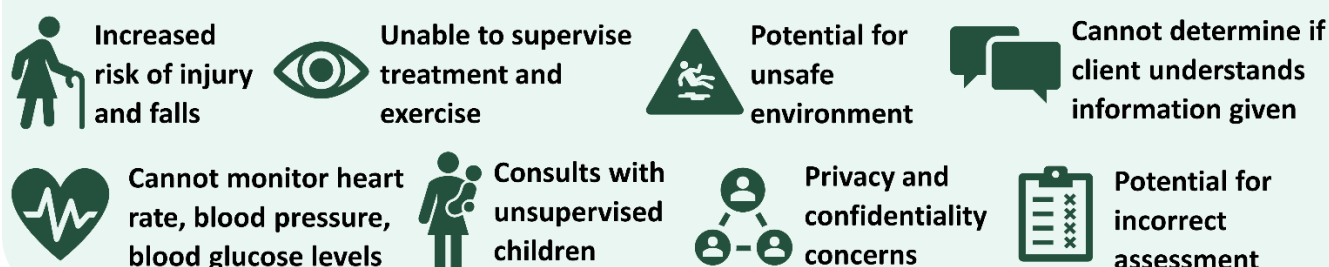 Increased
risk of injury
and falls
Unable to supervise
treatment and
exercise
Potential for
unsafe
environment
Cannot determine if
client understands
information given
Cannot monitor heart
rate, blood pressure,
blood glucose levels
Consults with
unsupervised
children
Privacy and
confidentiality
concerns
Potential for
incorrect
assessment